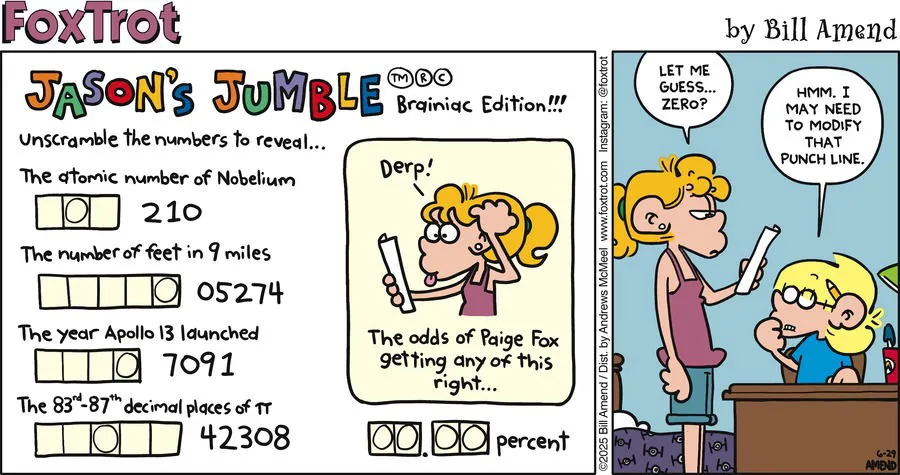 FoxTrot
by Bill Amend
JASON'S JUMBLE TM R C
Brainiac Edition!!!
Unscramble the numbers to reveal...
The atomic number of Nobelium
210
The number of feet in 9 miles
05274
The year Apollo 13 launched
7091
The 83rd-87th decimal places of π
42308
Derp!
The odds of Paige Fox
getting any of this
right...
. percent
©2025 Bill Amend / Dist. by Andrews McMeel www.foxtrot.com Instagram: @foxtrot
LET ME
GUESS...
ZERO?
HMM. I
MAY NEED
TO MODIFY
THAT
PUNCH LINE.
6-29
AMEND